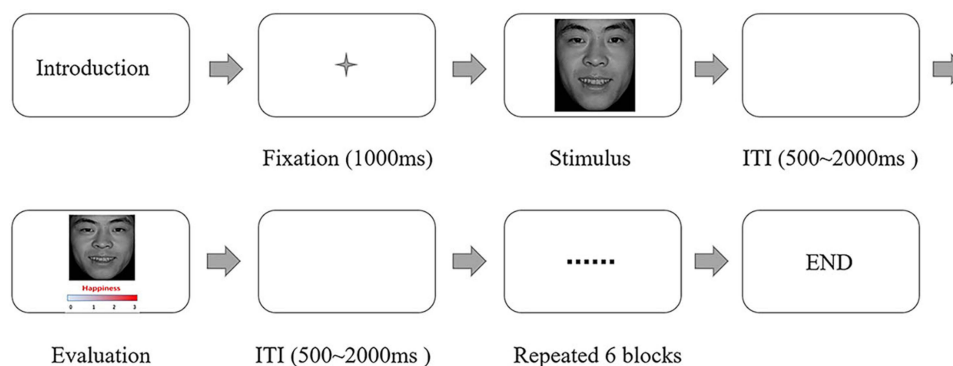 Introduction
Fixation (1000ms)
Stimulus
ITI (500~2000ms )
Happiness
0 1 2 3
Evaluation
ITI (500~2000ms )
......
Repeated 6 blocks
END